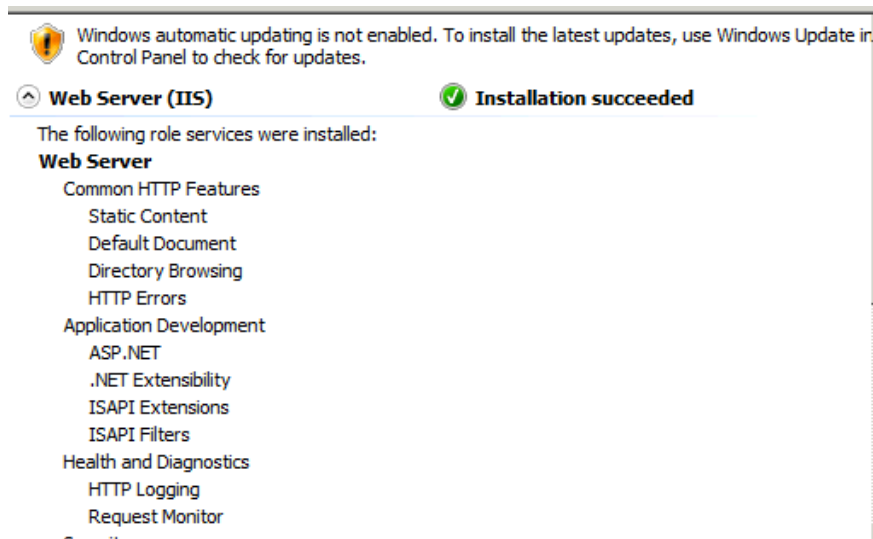 Windows automatic updating is not enabled. To install the latest updates, use Windows Update in
Control Panel to check for updates.
Web Server (IIS) Installation succeeded
The following role services were installed:
Web Server
Common HTTP Features
Static Content
Default Document
Directory Browsing
HTTP Errors
Application Development
ASP.NET
.NET Extensibility
ISAPI Extensions
ISAPI Filters
Health and Diagnostics
HTTP Logging
Request Monitor